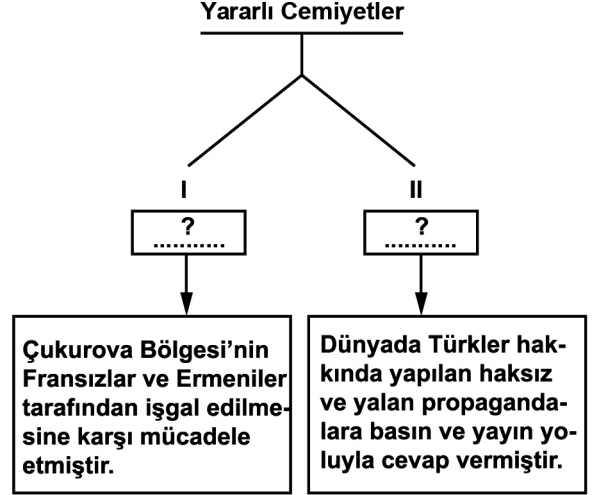 Yararlı Cemiyetler
I
II
?
...........
?
...........
Çukurova Bölgesi’nin
Fransızlar ve Ermeniler
tarafından işgal edilme-
sine karşı mücadele
etmiştir.
Dünyada Türkler hak-
kında yapılan haksız
ve yalan propaganda-
lara basın ve yayın yo-
luyla cevap vermiştir.